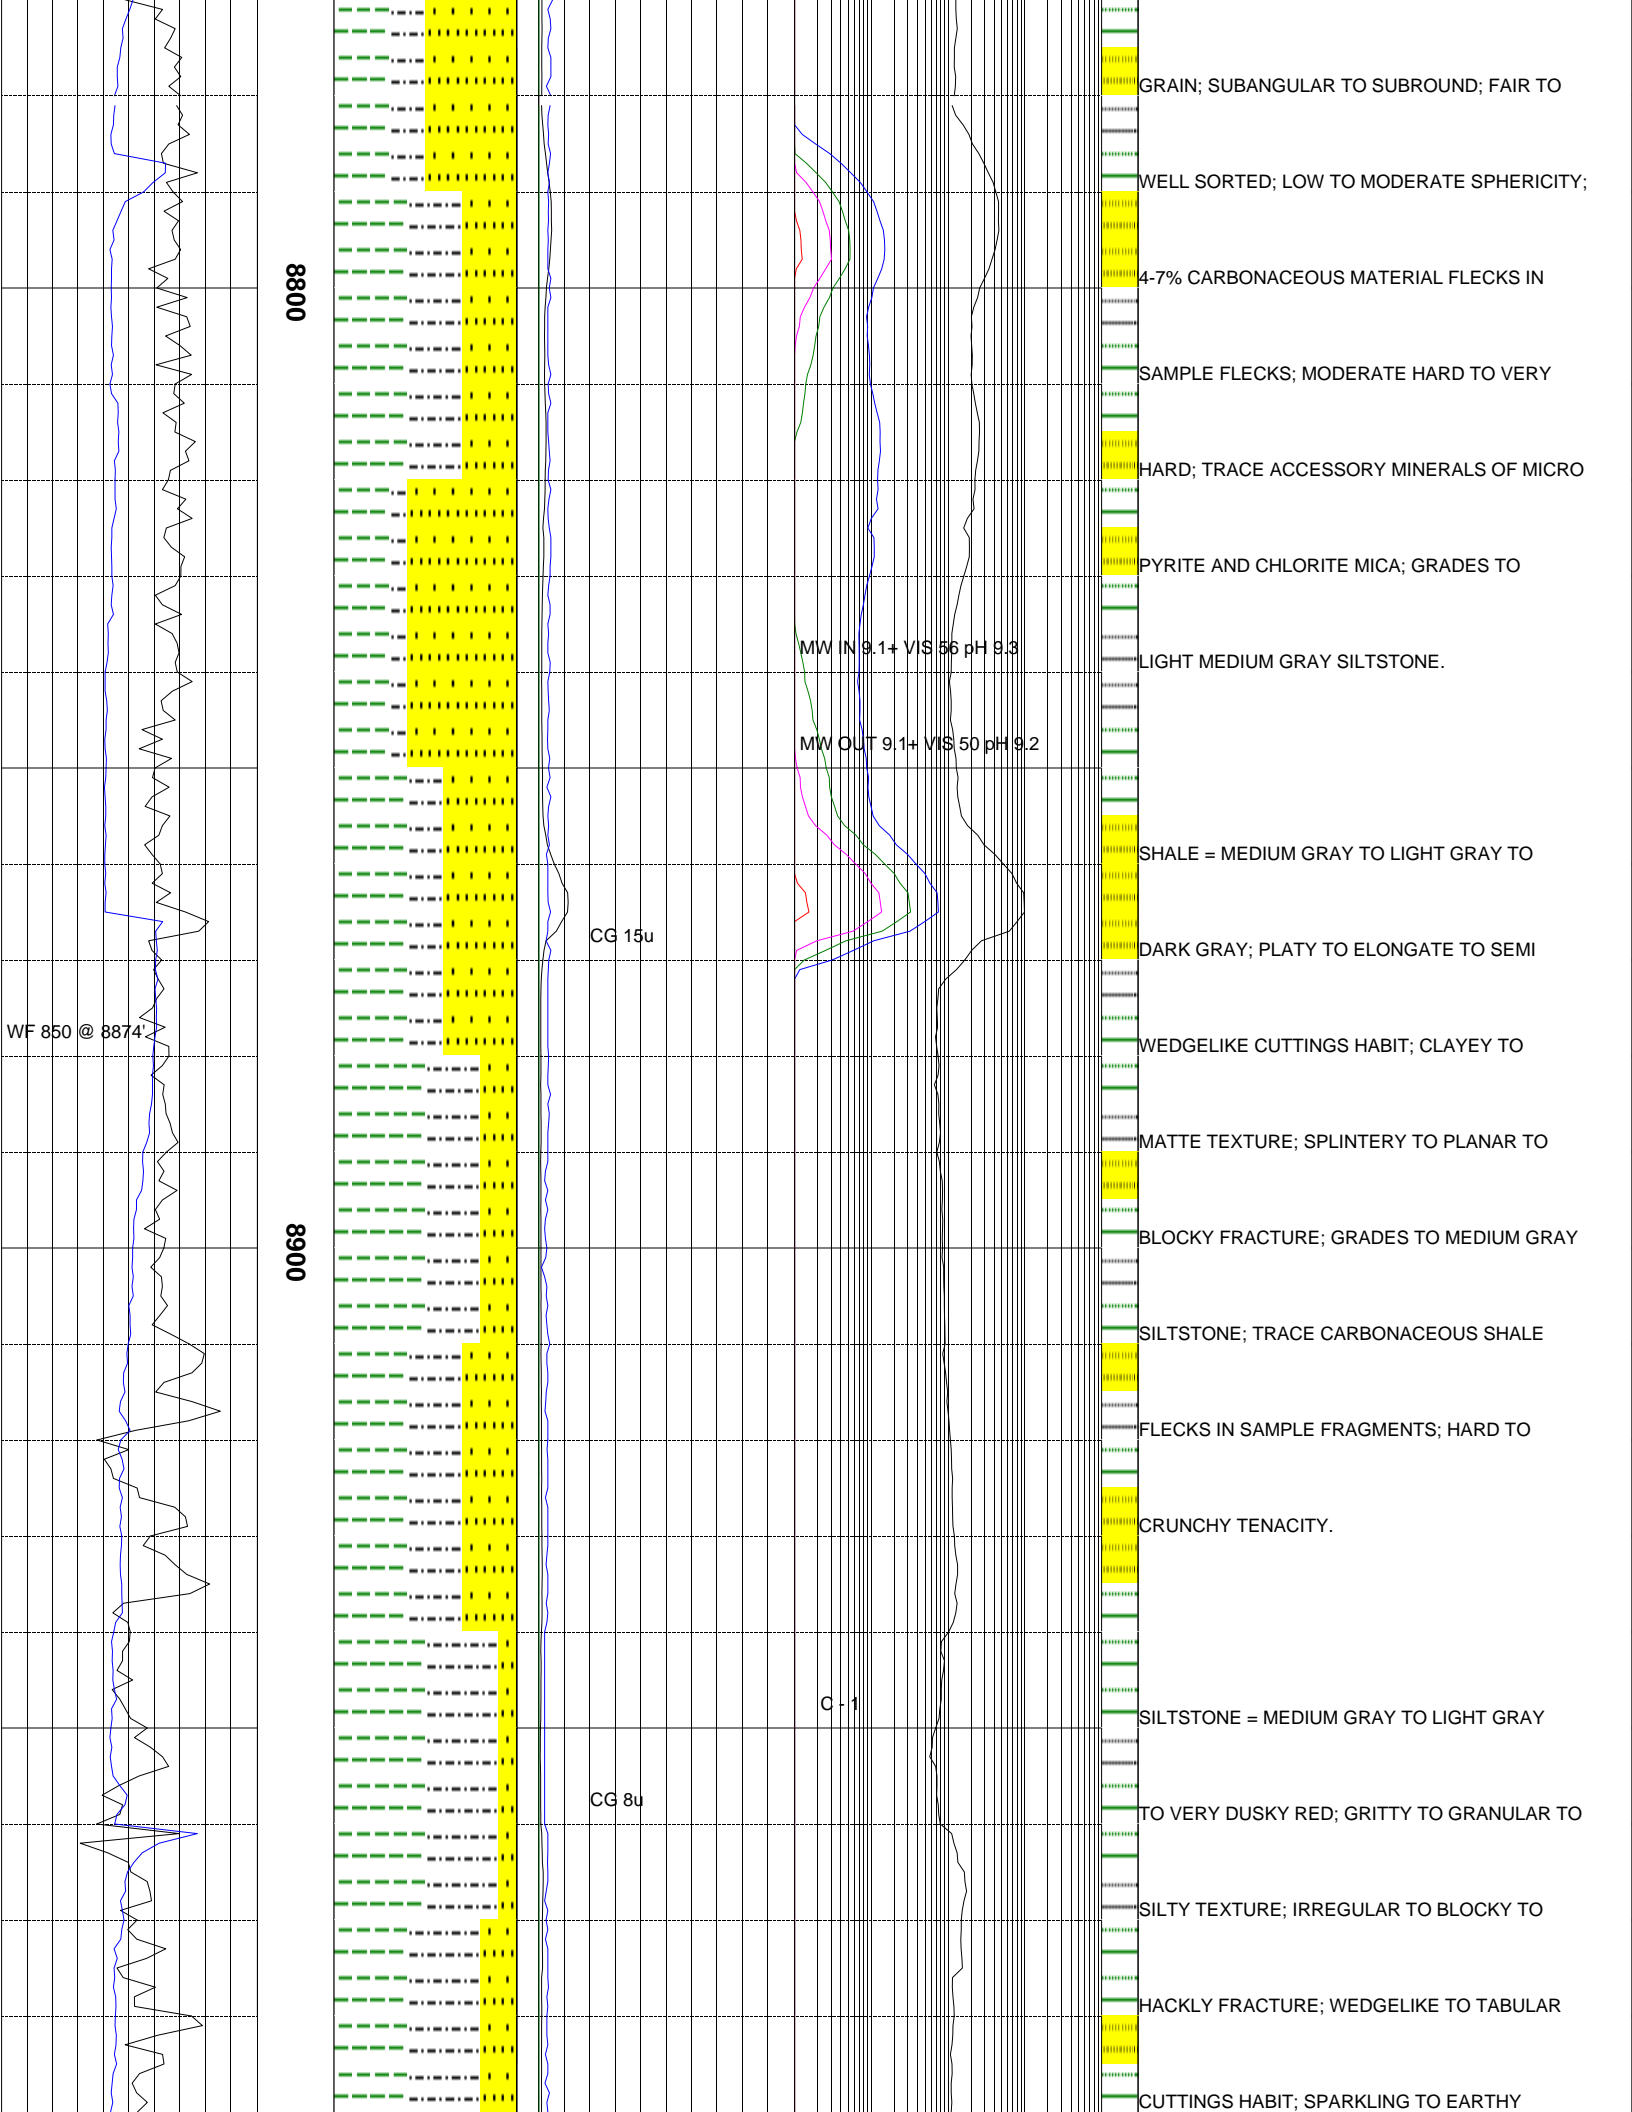 GRAIN; SUBANGULAR TO SUBROUND; FAIR TO
WELL SORTED; LOW TO MODERATE SPHERICITY;
8800
4-7% CARBONACEOUS MATERIAL FLECKS IN
SAMPLE FLECKS; MODERATE HARD TO VERY
HARD; TRACE ACCESSORY MINERALS OF MICRO
PYRITE AND CHLORITE MICA; GRADES TO
MW IN 9.1+ VIS 56 pH 9.3
LIGHT MEDIUM GRAY SILTSTONE.
MW OUT 9.1+ VIS 50 pH 9.2
SHALE = MEDIUM GRAY TO LIGHT GRAY TO
CG 15u
DARK GRAY; PLATY TO ELONGATE TO SEMI
WF 850 @ 8874'
WEDGELIKE CUTTINGS HABIT; CLAYEY TO
MATTE TEXTURE; SPLINTERY TO PLANAR TO
8900
BLOCKY FRACTURE; GRADES TO MEDIUM GRAY
SILTSTONE; TRACE CARBONACEOUS SHALE
FLECKS IN SAMPLE FRAGMENTS; HARD TO
CRUNCHY TENACITY.
C - 1
SILTSTONE = MEDIUM GRAY TO LIGHT GRAY
CG 8u
TO VERY DUSKY RED; GRITTY TO GRANULAR TO
SILTY TEXTURE; IRREGULAR TO BLOCKY TO
HACKLY FRACTURE; WEDGELIKE TO TABULAR
CUTTINGS HABIT; SPARKLING TO EARTHY